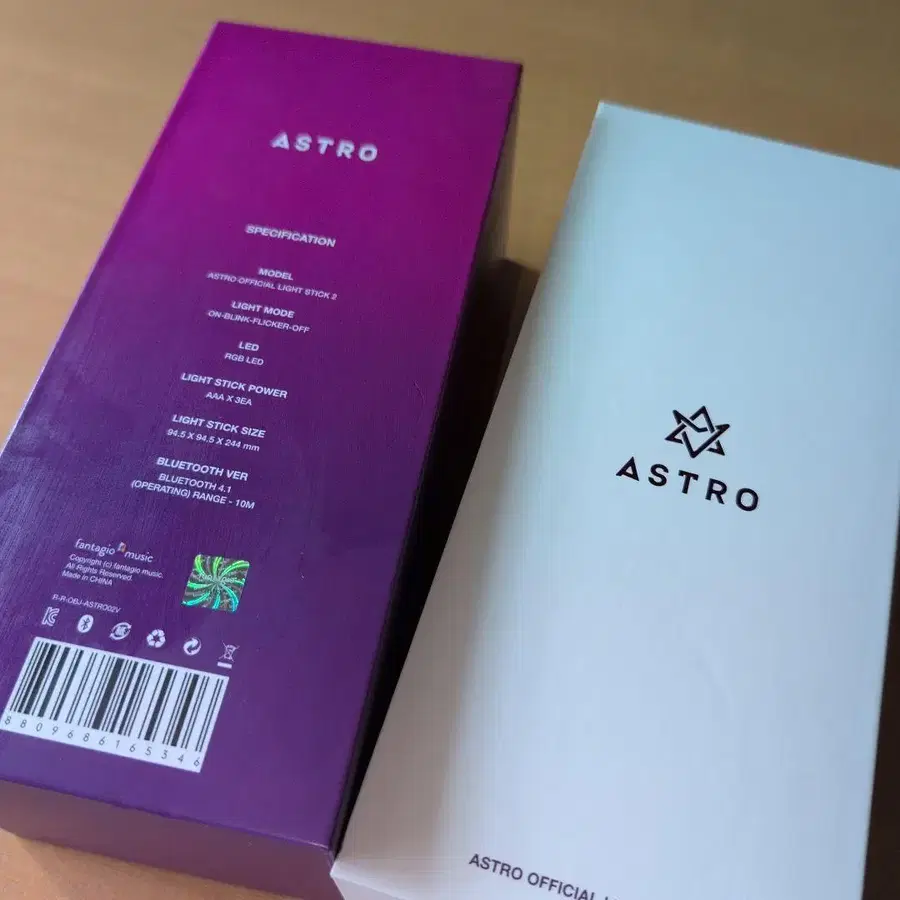 ASTRO
SPECIFICATION
MODEL
ASTRO OFFICIAL LIGHT STICK 2
LIGHT MODE
ON-BLINK-FLICKER-OFF
LED
RGB LED
LIGHT STICK POWER
AAA X 3EA
LIGHT STICK SIZE
94.5 X 94.5 X 244 mm
BLUETOOTH VER
BLUETOOTH 4.1
(OPERATING) RANGE - 10M
fantagio music
Copyright (c) fantagio music.
All Rights Reserved.
Made in CHINA
R-R-OBJ-ASTRO02V
8809686165346
ASTRO
ASTRO OFFICIAL